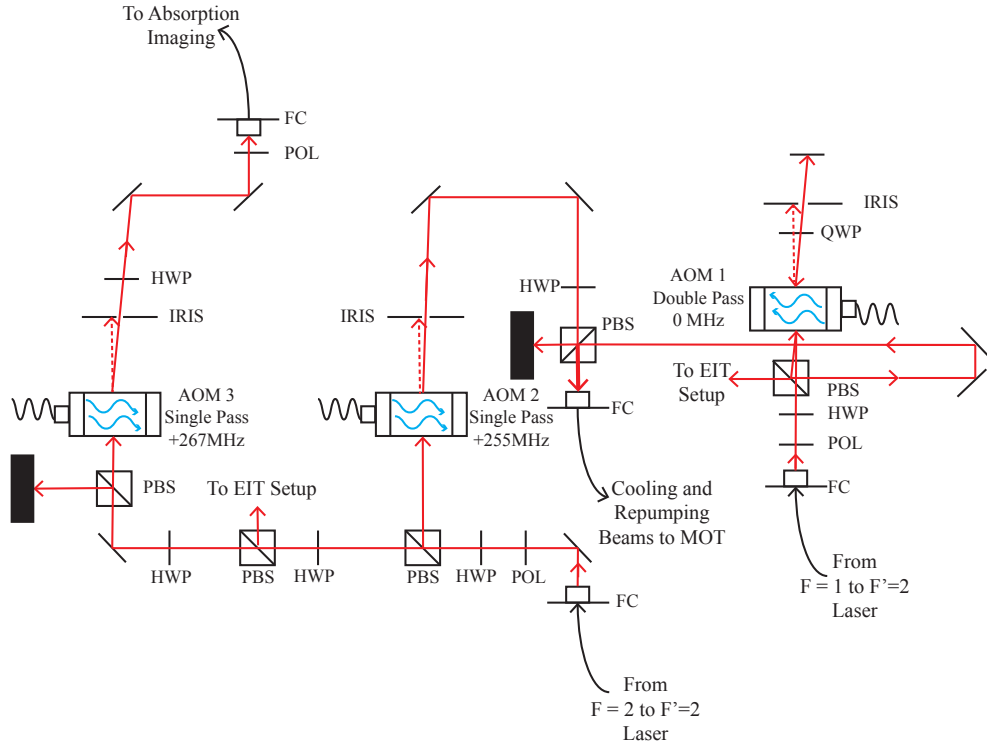 To Absorption
Imaging
FC
POL
HWP
IRIS
AOM 3
Single Pass
+267MHz
PBS
To EIT Setup
HWP
PBS
HWP
IRIS
AOM 2
Single Pass
+255MHz
PBS
HWP
POL
FC
From
F = 2 to F'=2
Laser
HWP
PBS
FC
Cooling and
Repumping
Beams to MOT
IRIS
QWP
AOM 1
Double Pass
0 MHz
To EIT
Setup
PBS
HWP
POL
FC
From
F = 1 to F'=2
Laser